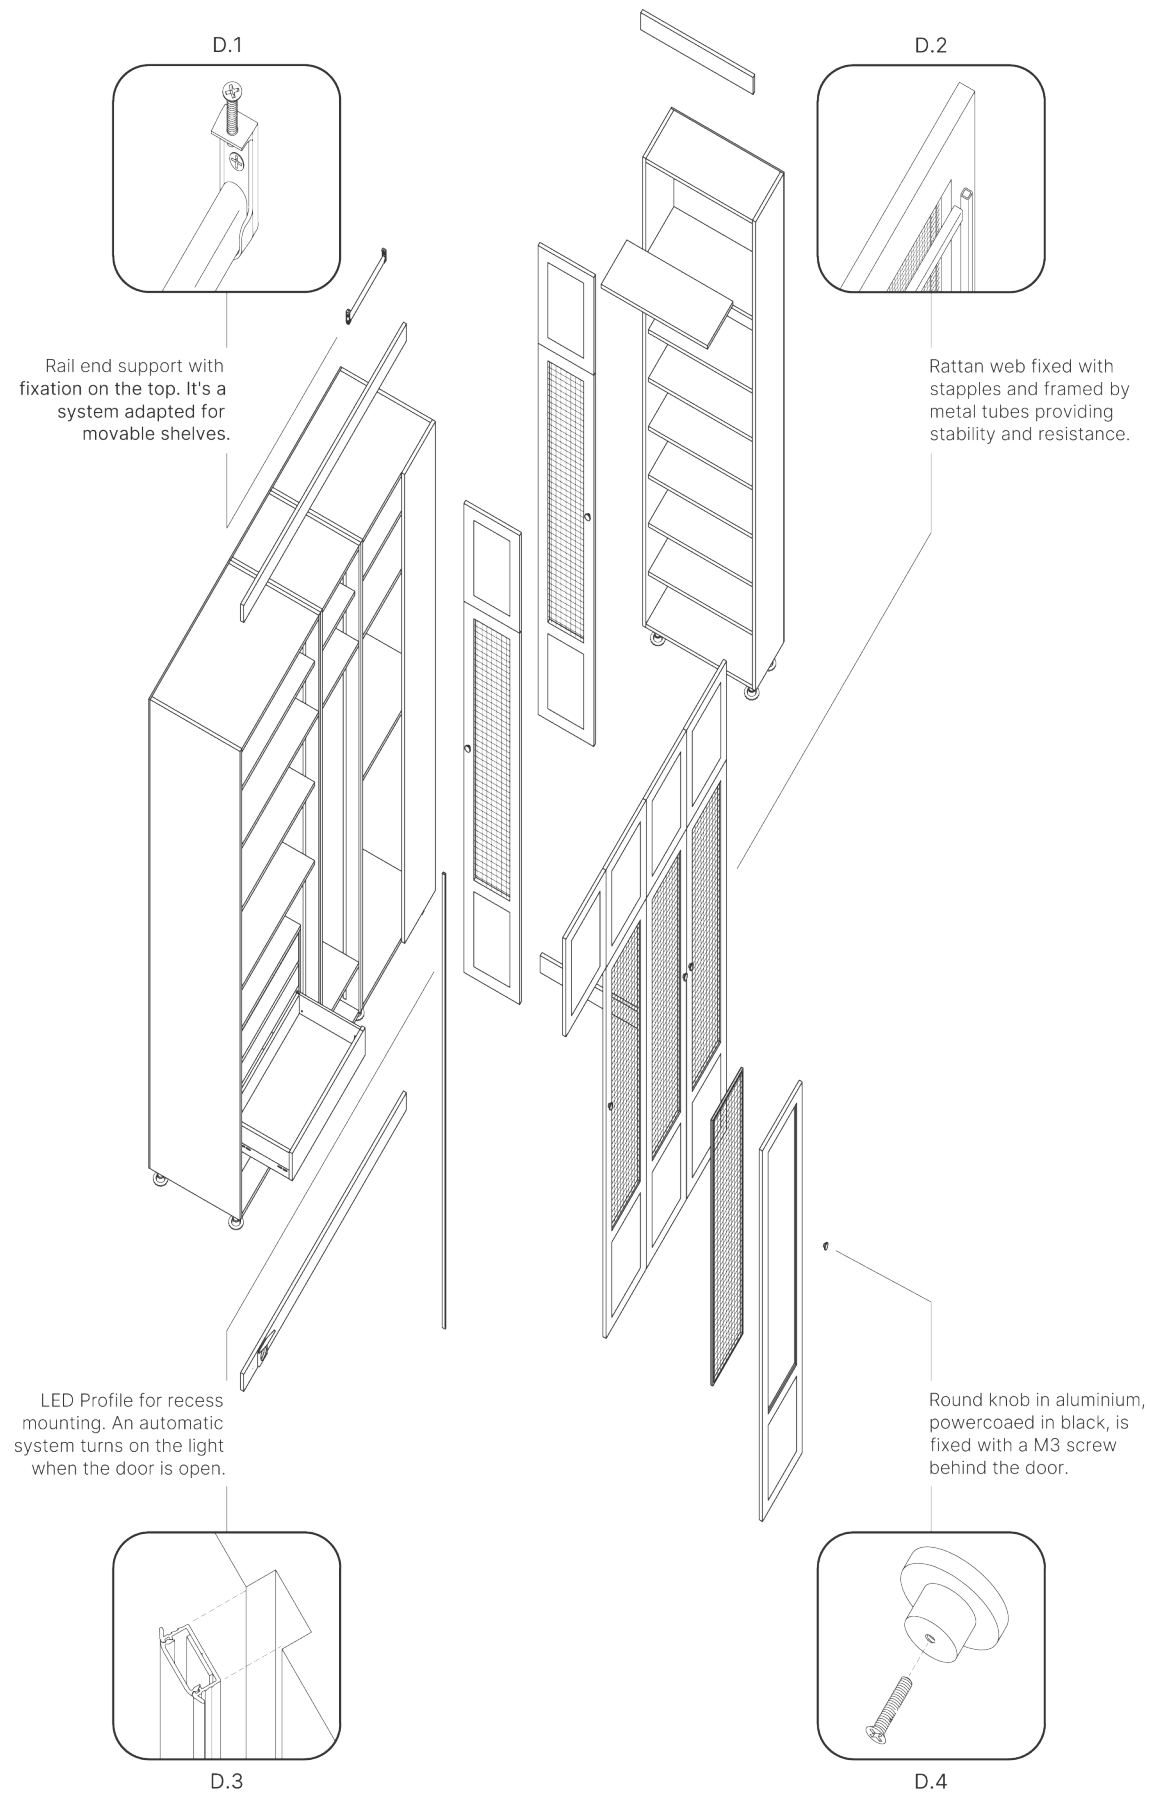 D.1
D.2
Rail end support with
fixation on the top. It's a
system adapted for
movable shelves.
Rattan web fixed with
stapples and framed by
metal tubes providing
stability and resistance.
LED Profile for recess
mounting. An automatic
system turns on the light
when the door is open.
Round knob in aluminium,
powercoaed in black, is
fixed with a M3 screw
behind the door.
D.3
D.4